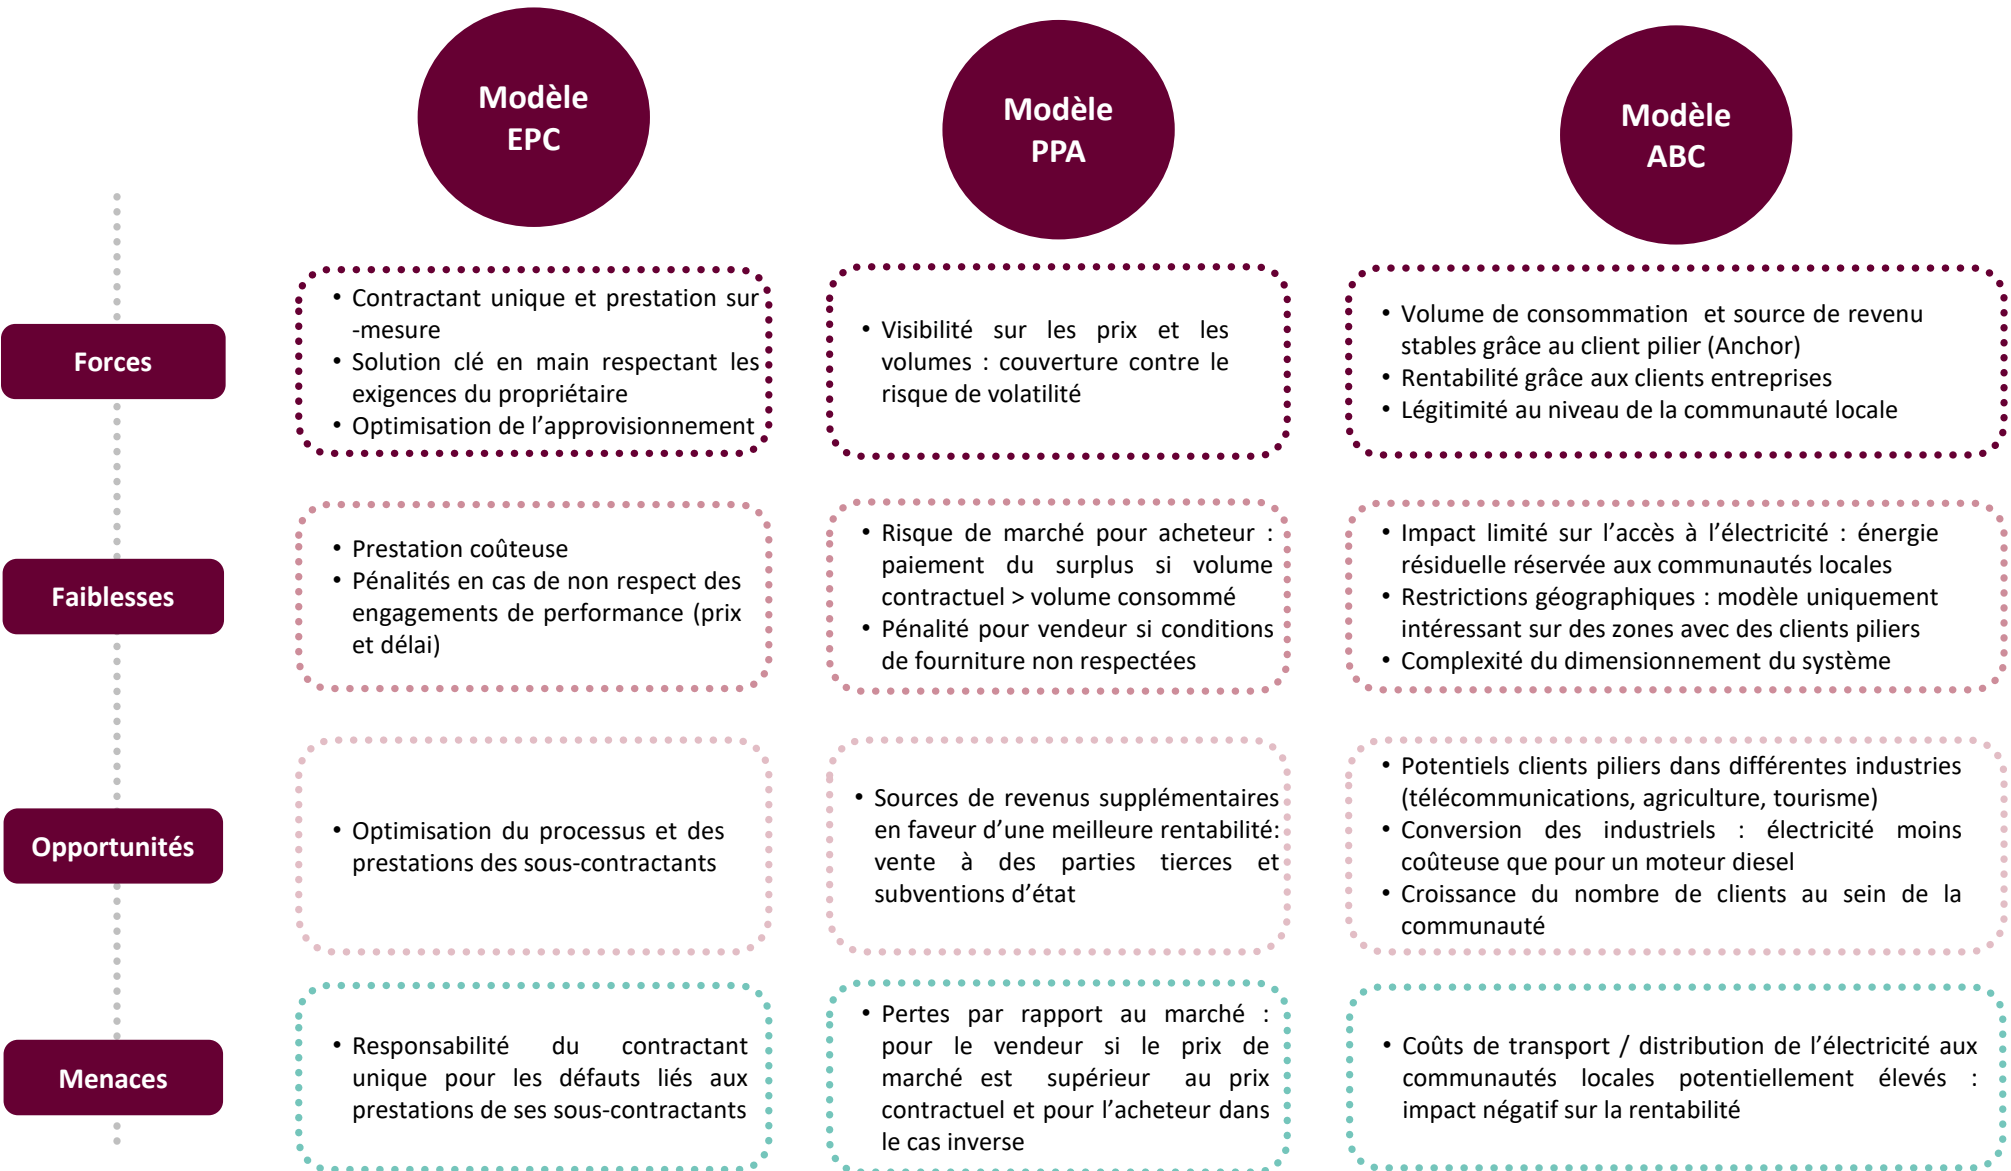 Modèle
EPC
Modèle
PPA
Modèle
ABC
Forces
• Contractant unique et prestation sur
-mesure
• Solution clé en main respectant les
exigences du propriétaire
• Optimisation de l'approvisionnement
• Visibilité sur les prix et les
volumes : couverture contre le
risque de volatilité
• Volume de consommation et source de revenu
stables grâce au client pilier (Anchor)
• Rentabilité grâce aux clients entreprises
• Légitimité au niveau de la communauté locale
Faiblesses
• Prestation coûteuse
• Pénalités en cas de non respect des
engagements de performance (prix
et délai)
• Risque de marché pour acheteur :
paiement du surplus si volume
contractuel > volume consommé
• Pénalité pour vendeur si conditions
de fourniture non respectées
• Impact limité sur l'accès à l'électricité : énergie
résiduelle réservée aux communautés locales
• Restrictions géographiques : modèle uniquement
intéressant sur des zones avec des clients piliers
• Complexité du dimensionnement du système
Opportunités
• Optimisation du processus et des
prestations des sous-contractants
• Sources de revenus supplémentaires
en faveur d'une meilleure rentabilité:
vente à des parties tierces et
subventions d'état
• Potentiels clients piliers dans différentes industries
(télécommunications, agriculture, tourisme)
• Conversion des industriels : électricité moins
coûteuse que pour un moteur diesel
• Croissance du nombre de clients au sein de la
communauté
Menaces
• Responsabilité du contractant
unique pour les défauts liés aux
prestations de ses sous-contractants
• Pertes par rapport au marché :
pour le vendeur si le prix de
marché est supérieur au prix
contractuel et pour l'acheteur dans
le cas inverse
• Coûts de transport / distribution de l'électricité aux
communautés locales potentiellement élevés :
impact négatif sur la rentabilité